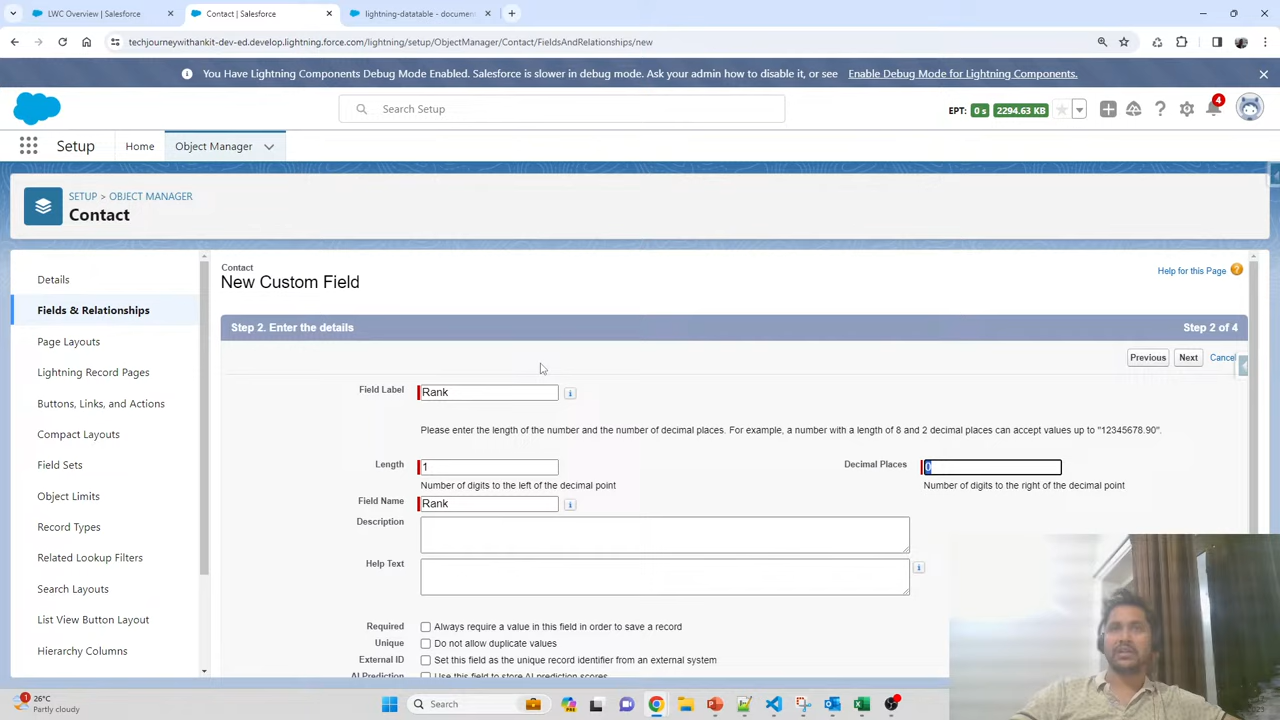 LWC Overview | Salesforce
Contact | Salesforce
lightning-datatable - documen
techjourneywithankit-dev-ed.develop.lightning.force.com/lightning/setup/ObjectManager/Contact/FieldsAndRelationships/new
You Have Lightning Components Debug Mode Enabled. Salesforce is slower in debug mode. Ask your admin how to disable it, or see Enable Debug Mode for Lightning Components.
Search Setup
EPT: 0 s 2294.63 KB
4
Setup
Home
Object Manager
SETUP > OBJECT MANAGER
Contact
Details
Fields & Relationships
Page Layouts
Lightning Record Pages
Buttons, Links, and Actions
Compact Layouts
Field Sets
Object Limits
Record Types
Related Lookup Filters
Search Layouts
List View Button Layout
Hierarchy Columns
Contact
New Custom Field
Help for this Page
Step 2. Enter the details
Step 2 of 4
Previous
Next
Cancel
Field Label Rank
Please enter the length of the number and the number of decimal places. For example, a number with a length of 8 and 2 decimal places can accept values up to "12345678.90".
Length 1
Decimal Places 0
Number of digits to the left of the decimal point
Number of digits to the right of the decimal point
Field Name Rank
Description
Help Text
Required Always require a value in this field in order to save a record
Unique Do not allow duplicate values
External ID Set this field as the unique record identifier from an external system
AI Prediction Use this field to store AI prediction scores
1
26°C
Partly cloudy
Search